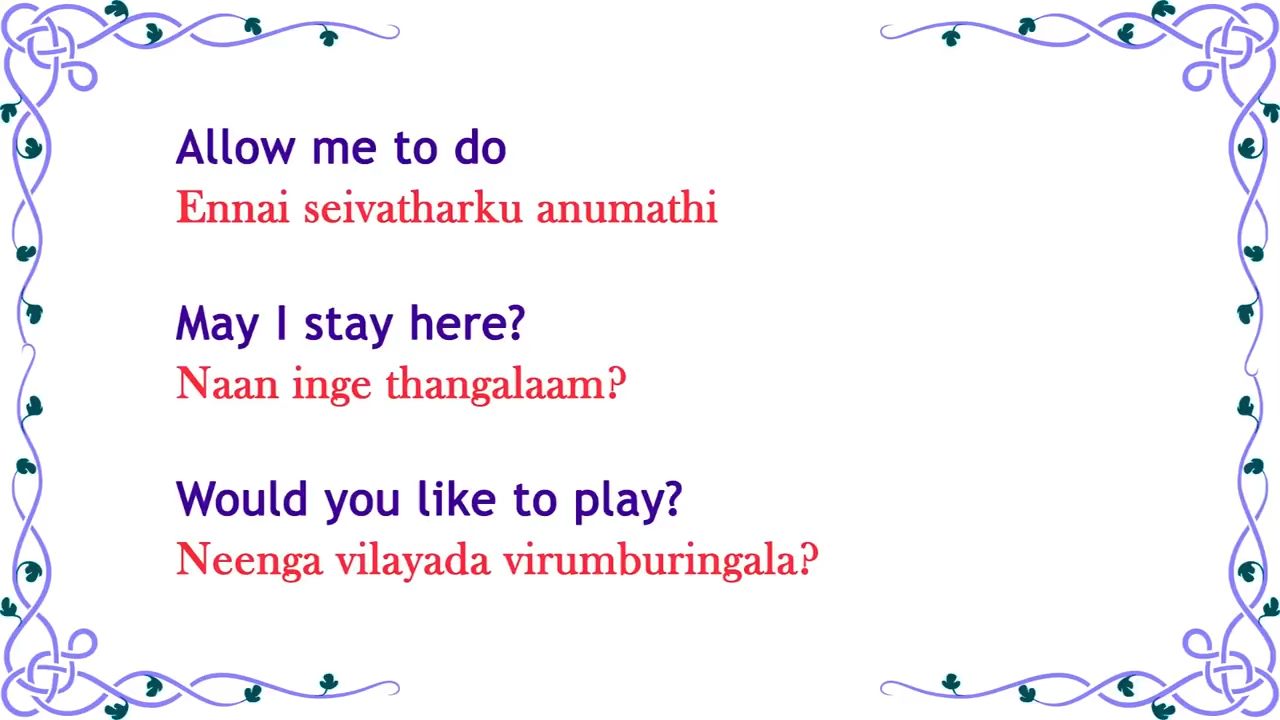 Allow me to do
Ennai seivatharku anumathi
May I stay here?
Naan inge thangalaam?
Would you like to play?
Neenga vilayada virumburingala?